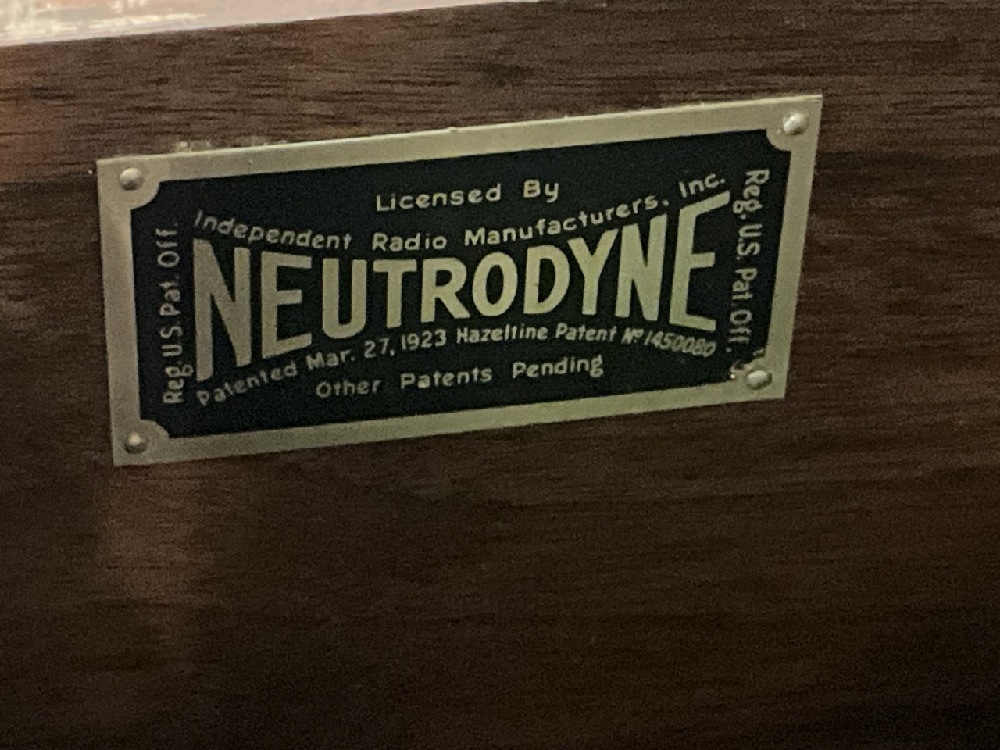 Licensed By
Independent Radio Manufacturers, Inc.
NEUTRODYNE
Patented Mar. 27, 1923 Hazeltine Patent No 1450080
Other Patents Pending
Reg. U.S. Pat. Off.
Reg. U.S. Pat. Off.